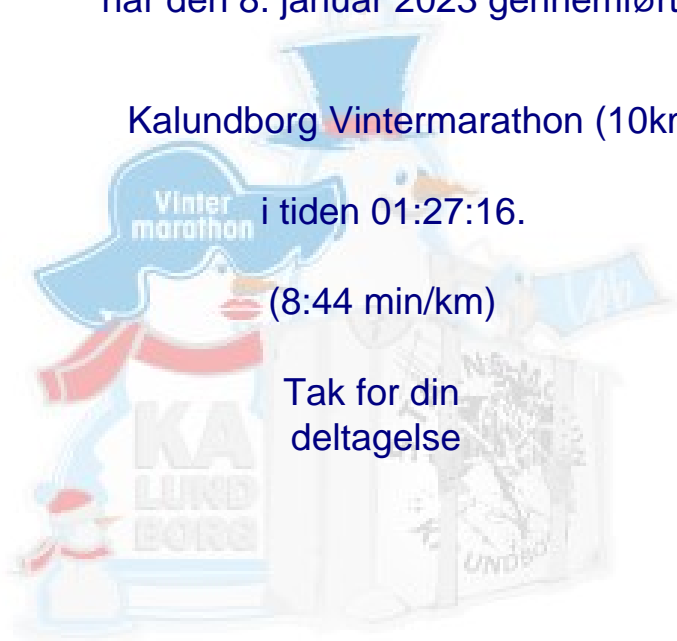 har den 8. januar 2023 gennemført
Kalundborg Vintermarathon (10km
Vinter
marathon
i tiden 01:27:16.
(8:44 min/km)
Tak for din
deltagelse
KA
LUND
BORG